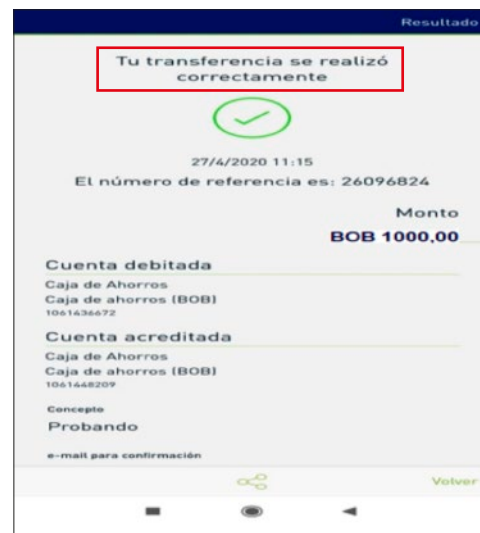 Resultado
Tu transferencia se realizó
correctamente
27/4/2020 11:15
El número de referencia es: 26096824
Monto
BOB 1000,00
Cuenta debitada
Caja de Ahorros
Caja de ahorros (BOB)
1061436672
Cuenta acreditada
Caja de Ahorros
Caja de ahorros (BOB)
1061448209
Concepto
Probando
e-mail para confirmación
Volver